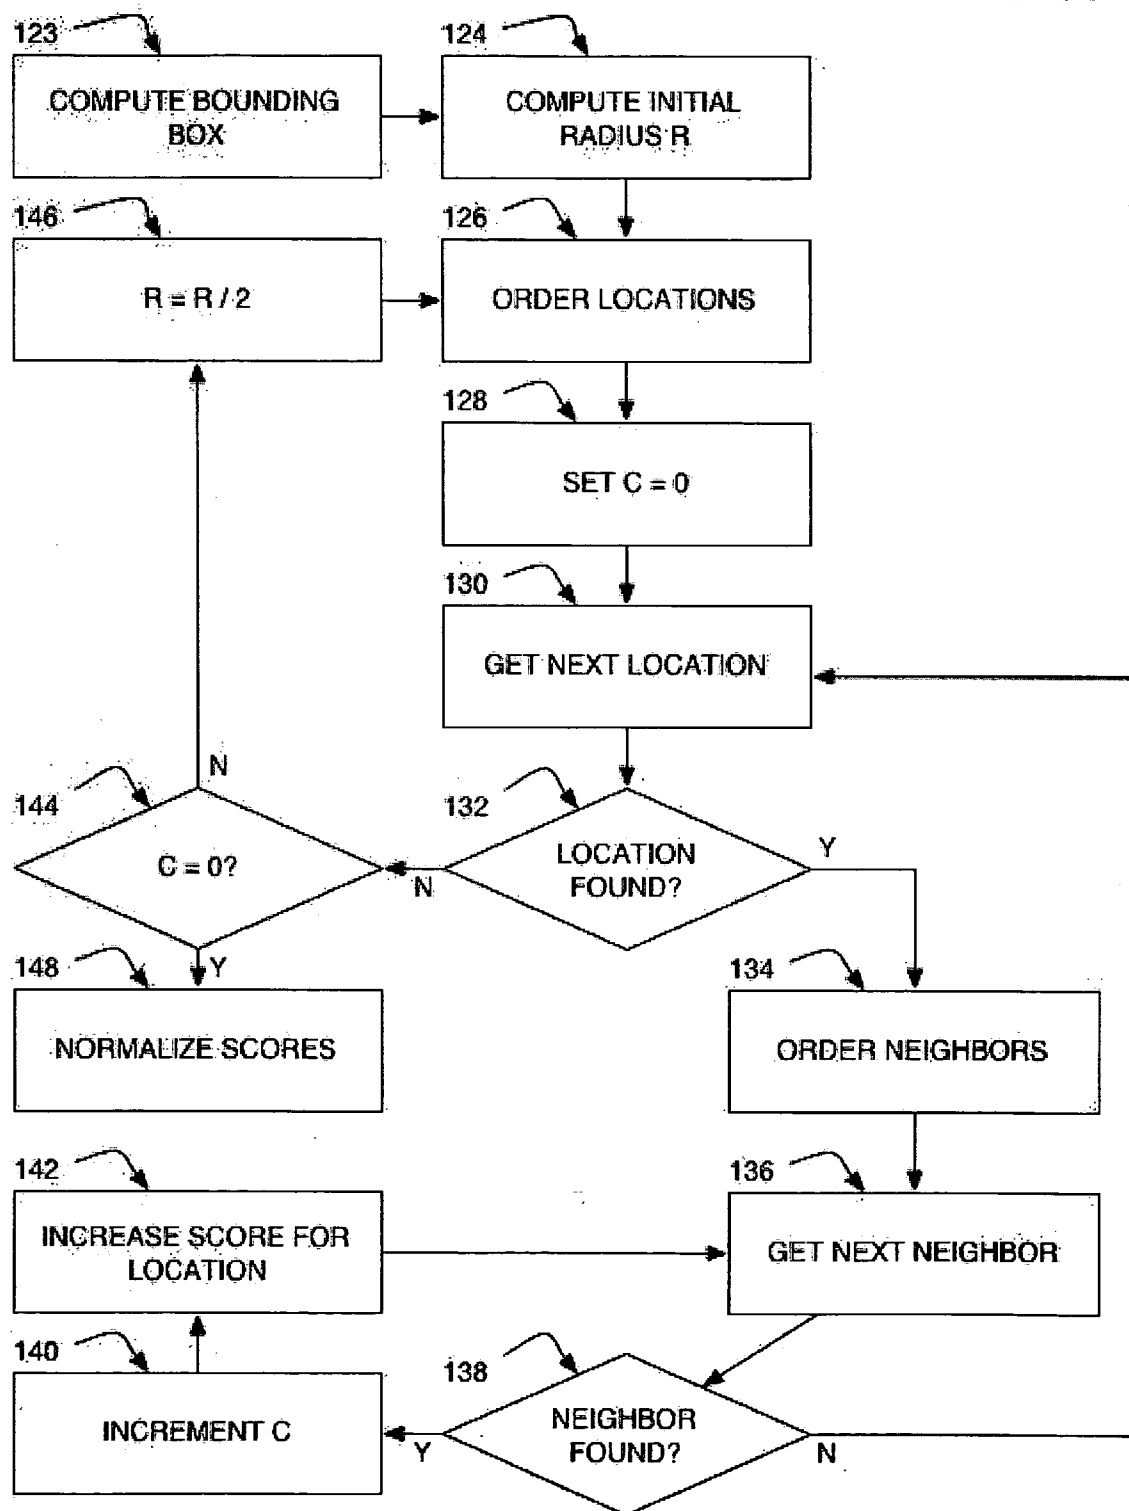 123
COMPUTE BOUNDING
BOX
124
COMPUTE INITIAL
RADIUS R
146
R = R / 2
126
ORDER LOCATIONS
128
SET C = 0
130
GET NEXT LOCATION
144
C = 0?
N
Y
132
LOCATION
FOUND?
N
Y
148
NORMALIZE SCORES
134
ORDER NEIGHBORS
142
INCREASE SCORE FOR
LOCATION
136
GET NEXT NEIGHBOR
140
INCREMENT C
138
NEIGHBOR
FOUND?
Y
N